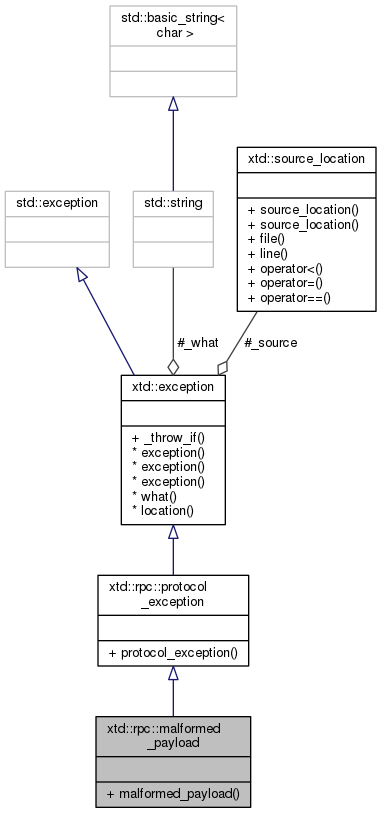 std::basic_string<
char >
xtd::source_location
+ source_location()
+ source_location()
+ file()
+ line()
+ operator<()
+ operator=()
+ operator==()
std::exception
std::string
#_what
#_source
xtd::exception
+ _throw_if()
* exception()
* exception()
* exception()
* what()
* location()
xtd::rpc::protocol
_exception
+ protocol_exception()
xtd::rpc::malformed
_payload
+ malformed_payload()